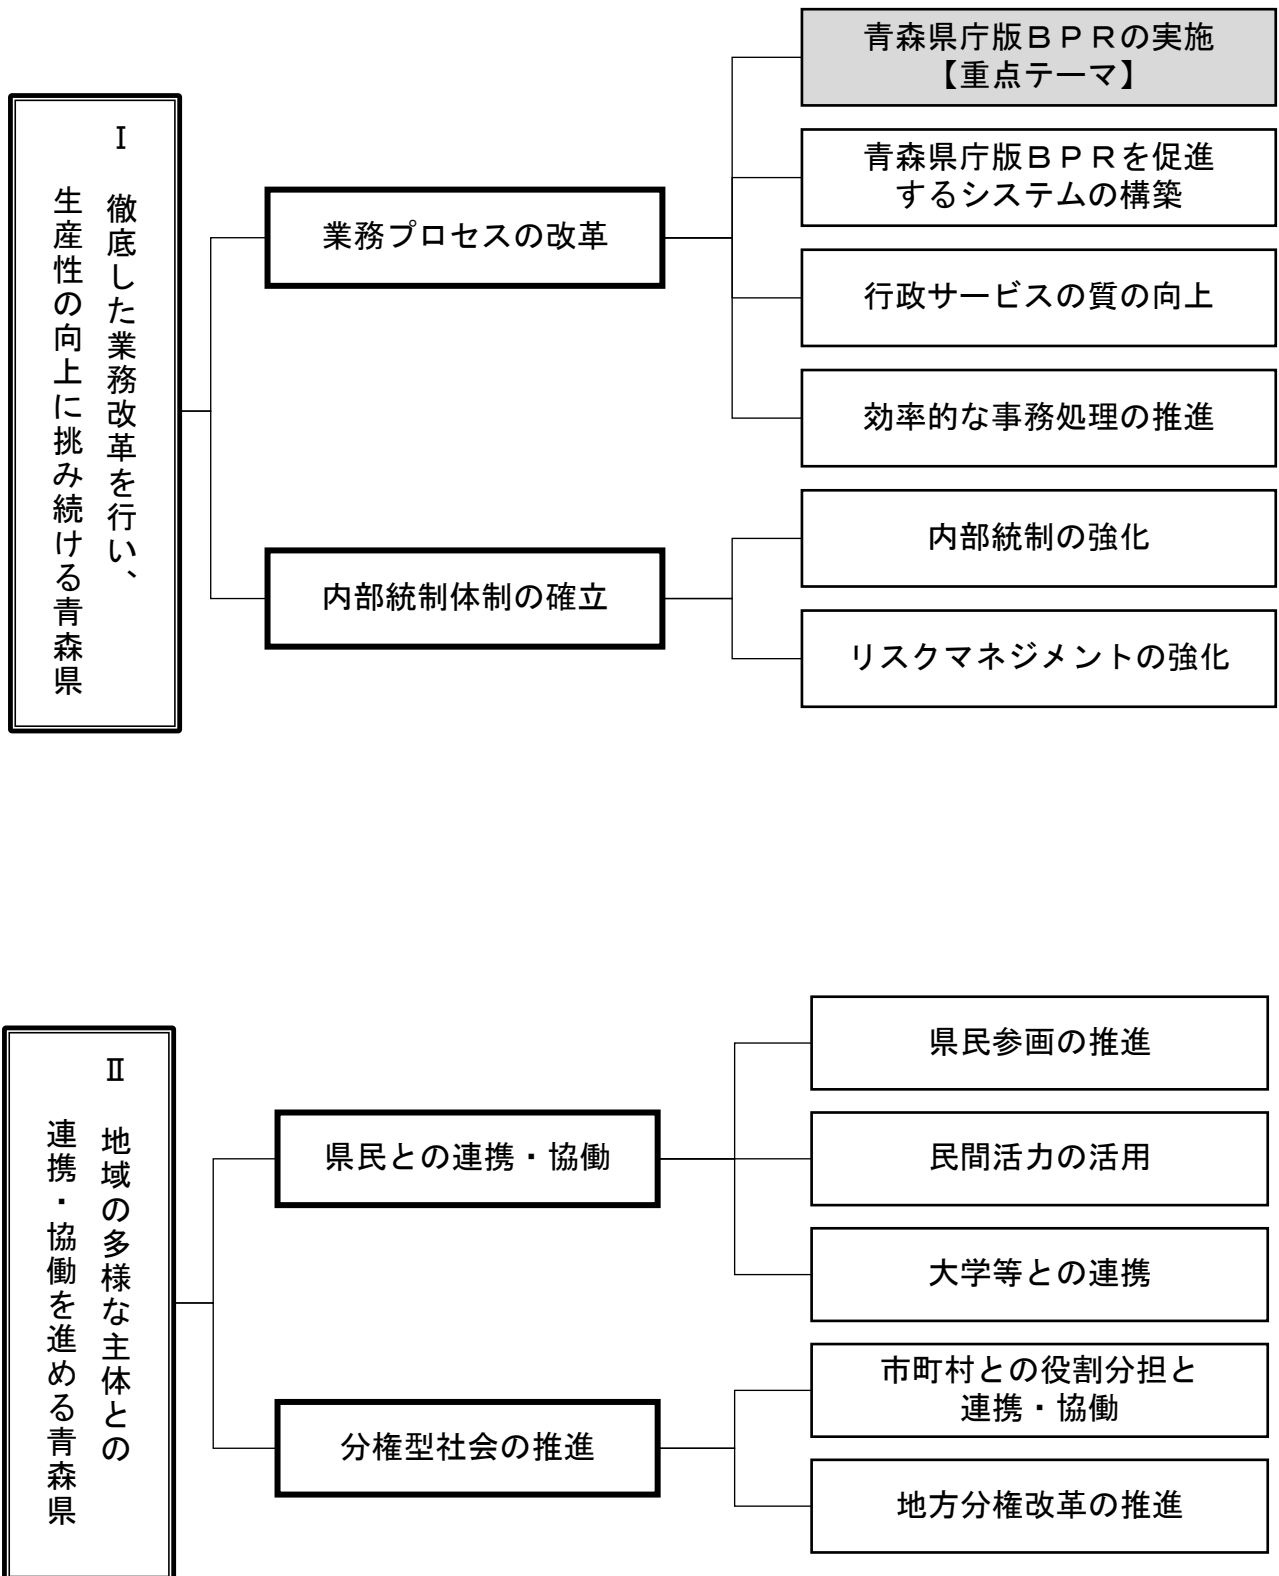 Ⅰ　徹底した業務改革を行い、
生産性の向上に挑み続ける青森県
業務プロセスの改革
青森県庁版ＢＰＲの実施
【重点テーマ】
青森県庁版ＢＰＲを促進
するシステムの構築
行政サービスの質の向上
効率的な事務処理の推進
内部統制体制の確立
内部統制の強化
リスクマネジメントの強化
Ⅱ　地域の多様な主体との
連携・協働を進める青森県
県民との連携・協働
県民参画の推進
民間活力の活用
大学等との連携
分権型社会の推進
市町村との役割分担と
連携・協働
地方分権改革の推進